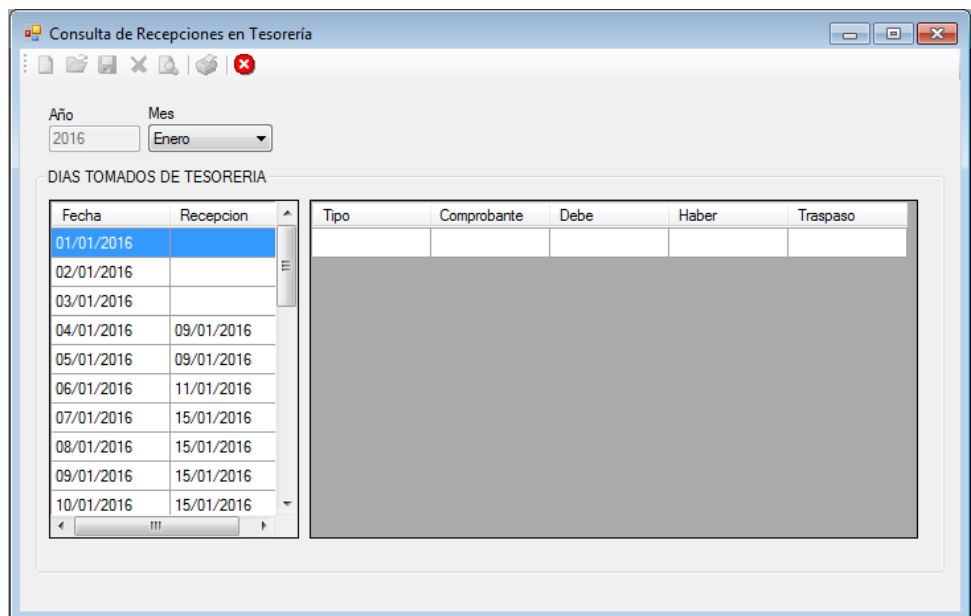 Consulta de Recepciones en Tesorería
Año Mes
2016 Enero
DIAS TOMADOS DE TESORERIA
Fecha Recepcion Tipo Comprobante Debe Haber Traspaso
01/01/2016
02/01/2016
03/01/2016
04/01/2016 09/01/2016
05/01/2016 09/01/2016
06/01/2016 11/01/2016
07/01/2016 15/01/2016
08/01/2016 15/01/2016
09/01/2016 15/01/2016
10/01/2016 15/01/2016